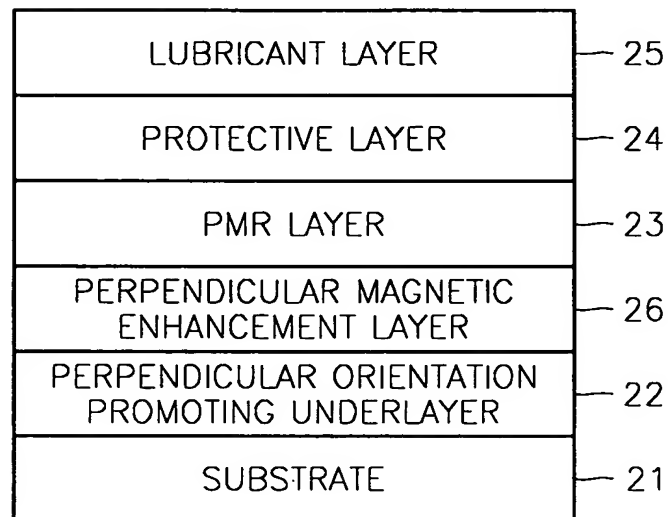 LUBRICANT LAYER 25
PROTECTIVE LAYER 24
PMR LAYER 23
PERPENDICULAR MAGNETIC
ENHANCEMENT LAYER 26
PERPENDICULAR ORIENTATION
PROMOTING UNDERLAYER 22
SUBSTRATE 21